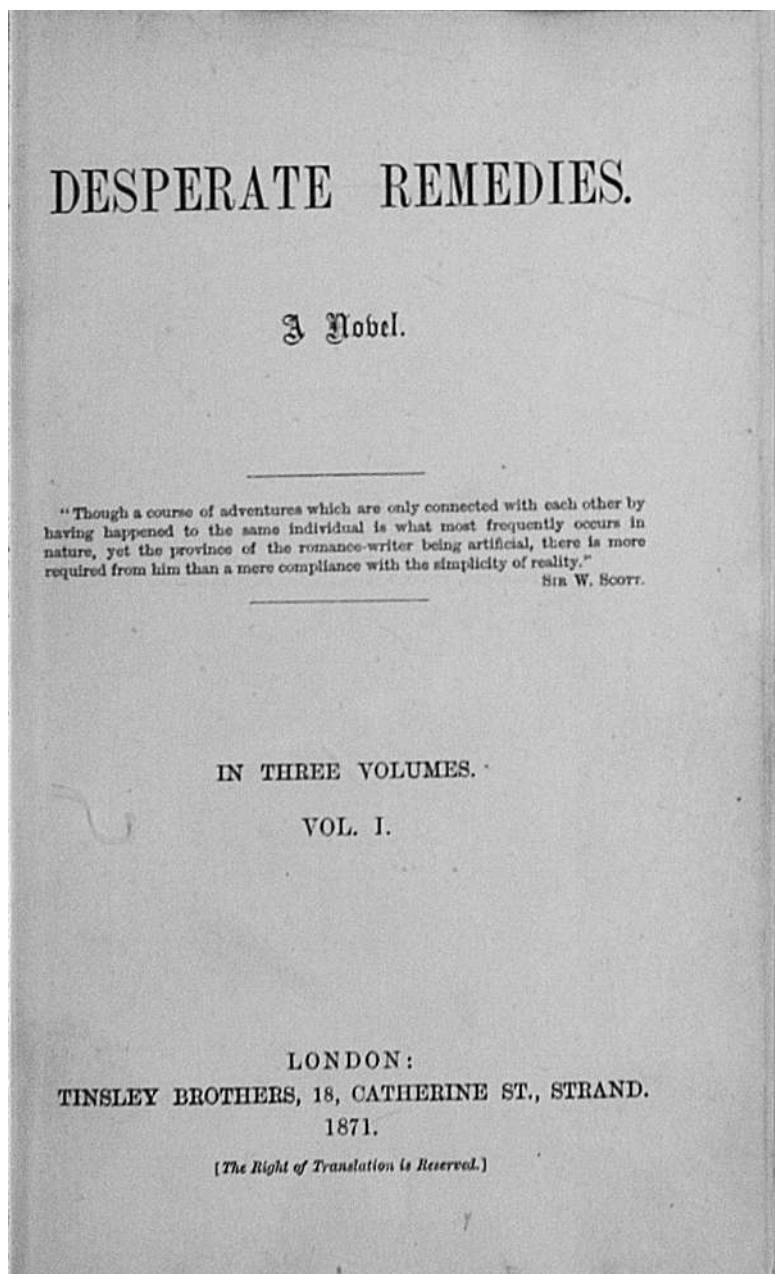 DESPERATE REMEDIES.
A Novel.
"Though a course of adventures which are only connected with each other by
having happened to the same individual is what most frequently occurs in
nature, yet the province of the romance-writer being artificial, there is more
required from him than a mere compliance with the simplicity of reality."
SIR W. SCOTT.
IN THREE VOLUMES.
VOL. I.
LONDON:
TINSLEY BROTHERS, 18, CATHERINE ST., STRAND.
1871.
[The Right of Translation is Reserved.]